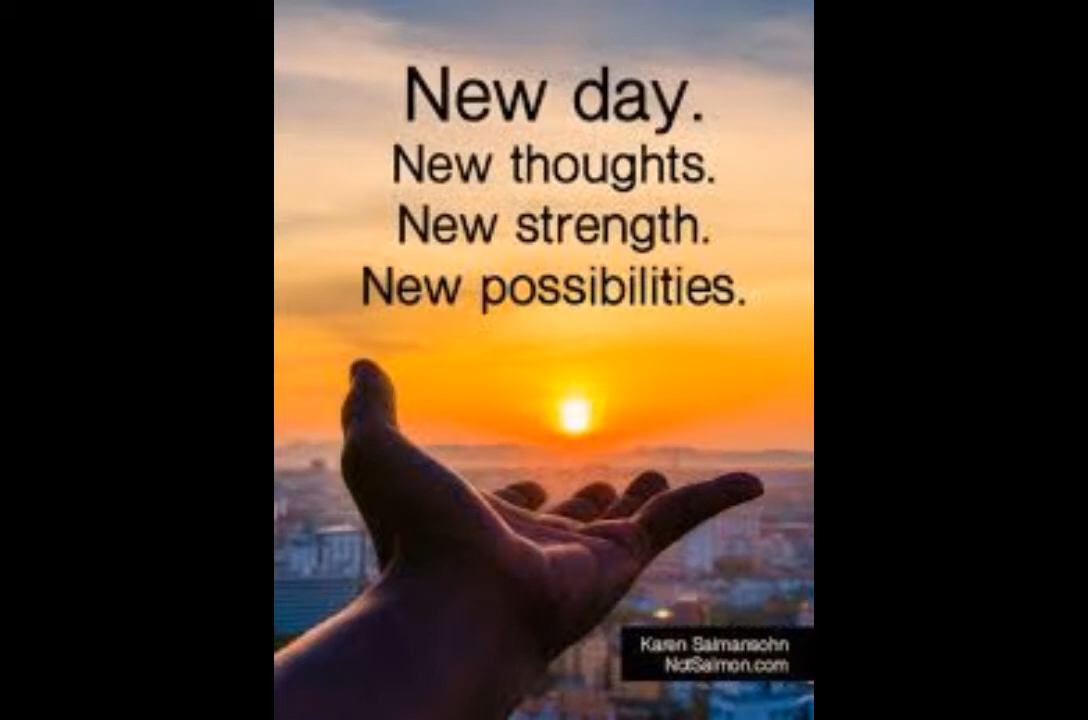 New day.
New thoughts.
New strength.
New possibilities.
Karen Salmansohn
NotSalmon.com